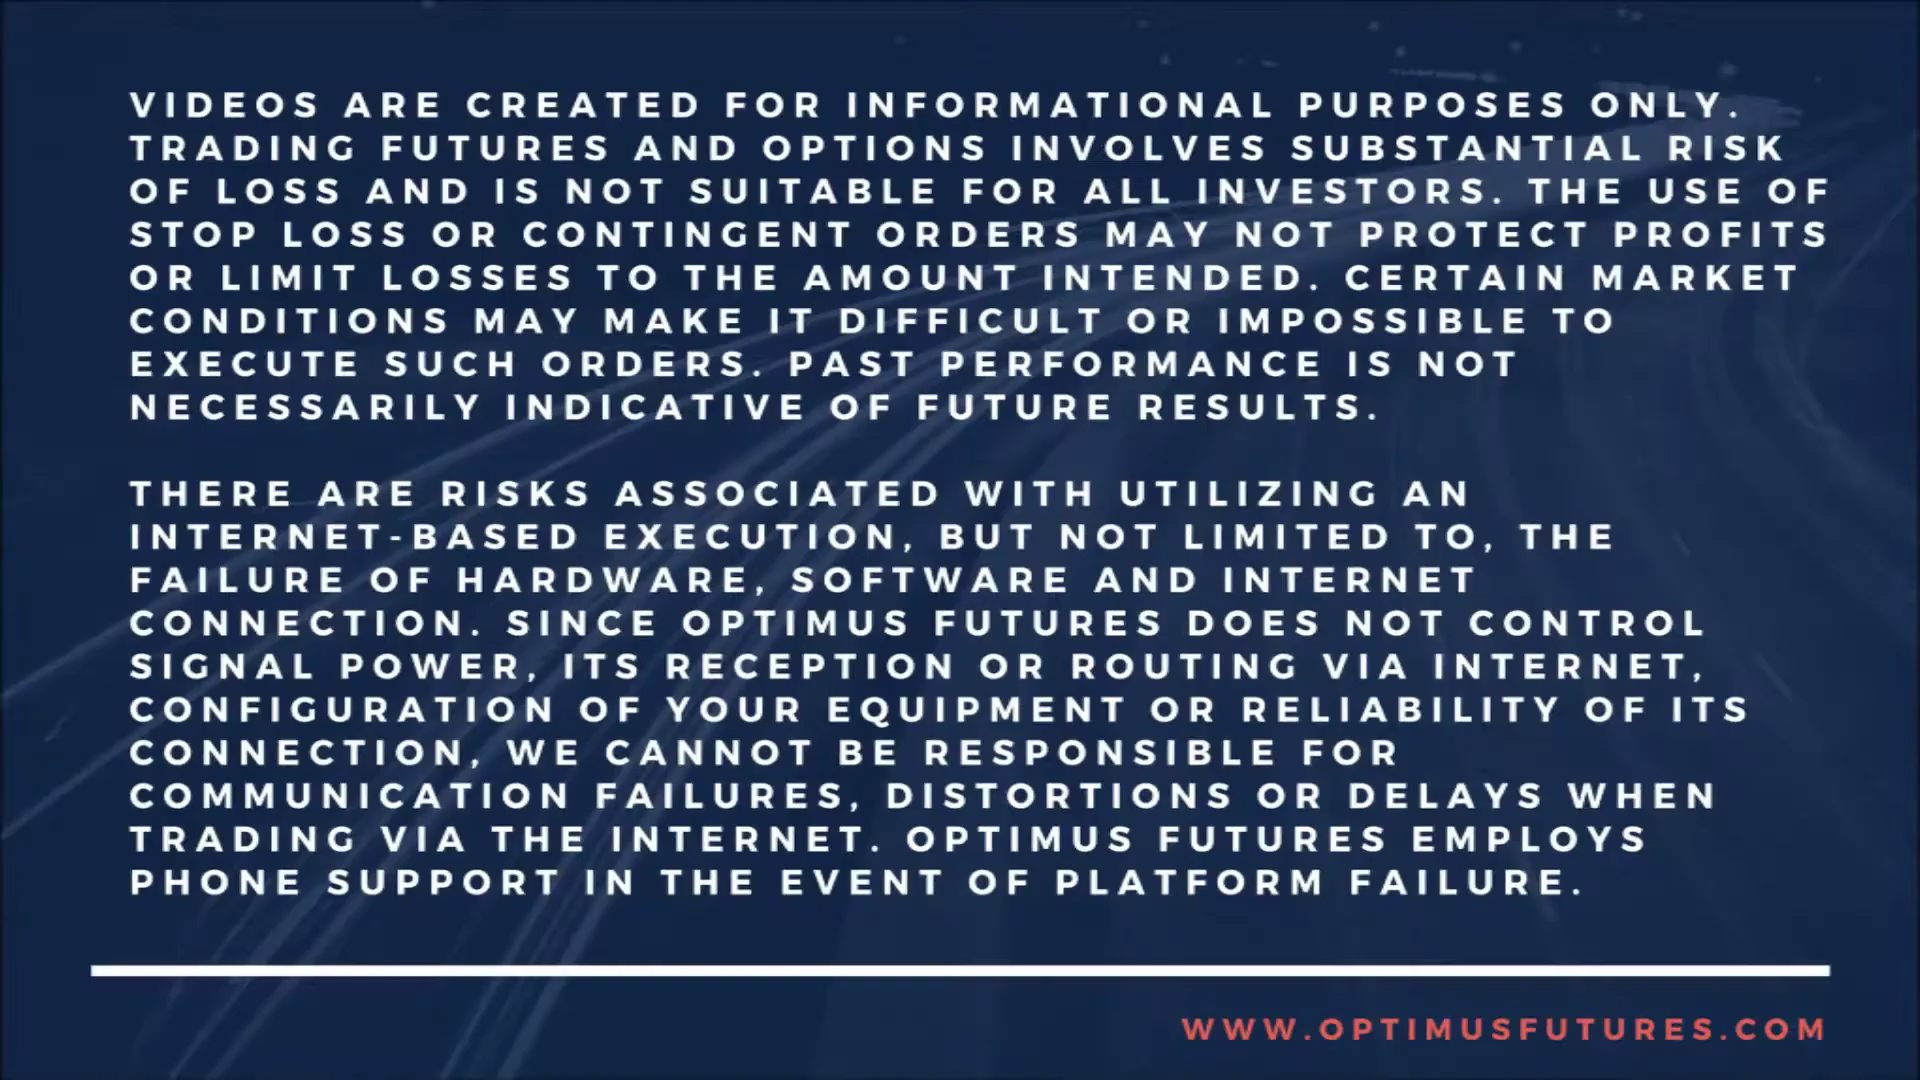 VIDEOS ARE CREATED FOR INFORMATIONAL PURPOSES ONLY.
TRADING FUTURES AND OPTIONS INVOLVES SUBSTANTIAL RISK
OF LOSS AND IS NOT SUITABLE FOR ALL INVESTORS. THE USE OF
STOP LOSS OR CONTINGENT ORDERS MAY NOT PROTECT PROFITS
OR LIMIT LOSSES TO THE AMOUNT INTENDED. CERTAIN MARKET
CONDITIONS MAY MAKE IT DIFFICULT OR IMPOSSIBLE TO
EXECUTE SUCH ORDERS. PAST PERFORMANCE IS NOT
NECESSARILY INDICATIVE OF FUTURE RESULTS.
THERE ARE RISKS ASSOCIATED WITH UTILIZING AN
INTERNET-BASED EXECUTION, BUT NOT LIMITED TO, THE
FAILURE OF HARDWARE, SOFTWARE AND INTERNET
CONNECTION. SINCE OPTIMUS FUTURES DOES NOT CONTROL
SIGNAL POWER, ITS RECEPTION OR ROUTING VIA INTERNET,
CONFIGURATION OF YOUR EQUIPMENT OR RELIABILITY OF ITS
CONNECTION, WE CANNOT BE RESPONSIBLE FOR
COMMUNICATION FAILURES, DISTORTIONS OR DELAYS WHEN
TRADING VIA THE INTERNET. OPTIMUS FUTURES EMPLOYS
PHONE SUPPORT IN THE EVENT OF PLATFORM FAILURE.
WWW.OPTIMUSFUTURES.COM